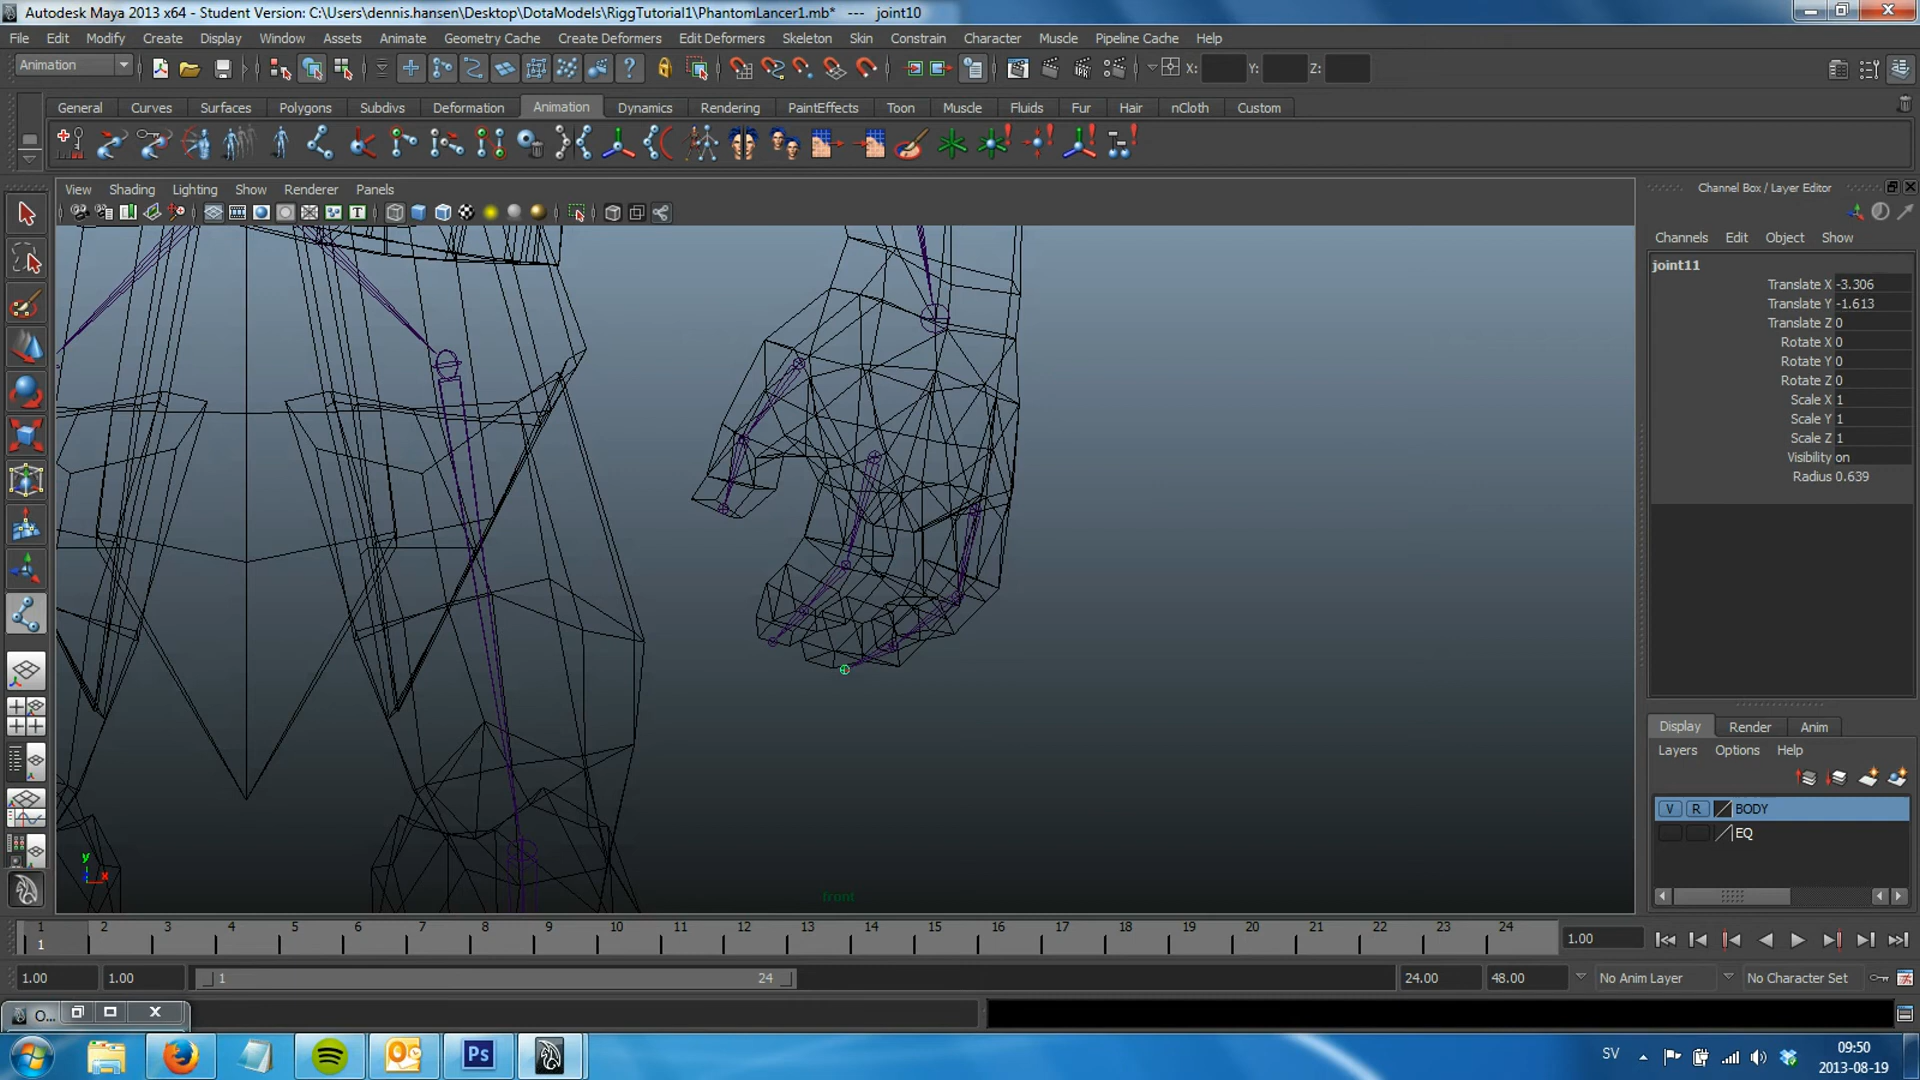 Autodesk Maya 2013 x64 - Student Version: C:\Users\dennis.hansen\Desktop\DotaModels\RiggTutorial1\PhantomLancer1.mb*   ---   joint10
File Edit Modify Create Display Window Assets Animate Geometry Cache Create Deformers Edit Deformers Skeleton Skin Constrain Character Muscle Pipeline Cache Help
Animation X: Y: Z:
General Curves Surfaces Polygons Subdivs Deformation Animation Dynamics Rendering PaintEffects Toon Muscle Fluids Fur Hair nCloth Custom
View Shading Lighting Show Renderer Panels
Channel Box / Layer Editor
Channels Edit Object Show
joint11
Translate X -3.306
Translate Y -1.613
Translate Z 0
Rotate X 0
Rotate Y 0
Rotate Z 0
Scale X 1
Scale Y 1
Scale Z 1
Visibility on
Radius 0.639
Display Render Anim
Layers Options Help
V R BODY
EQ
y
x
front
1 2 3 4 5 6 7 8 9 10 11 12 13 14 15 16 17 18 19 20 21 22 23 24
1 1.00
1.00 1.00 1 24 24.00 48.00 No Anim Layer No Character Set
O...
Ps
SV 09:50
2013-08-19